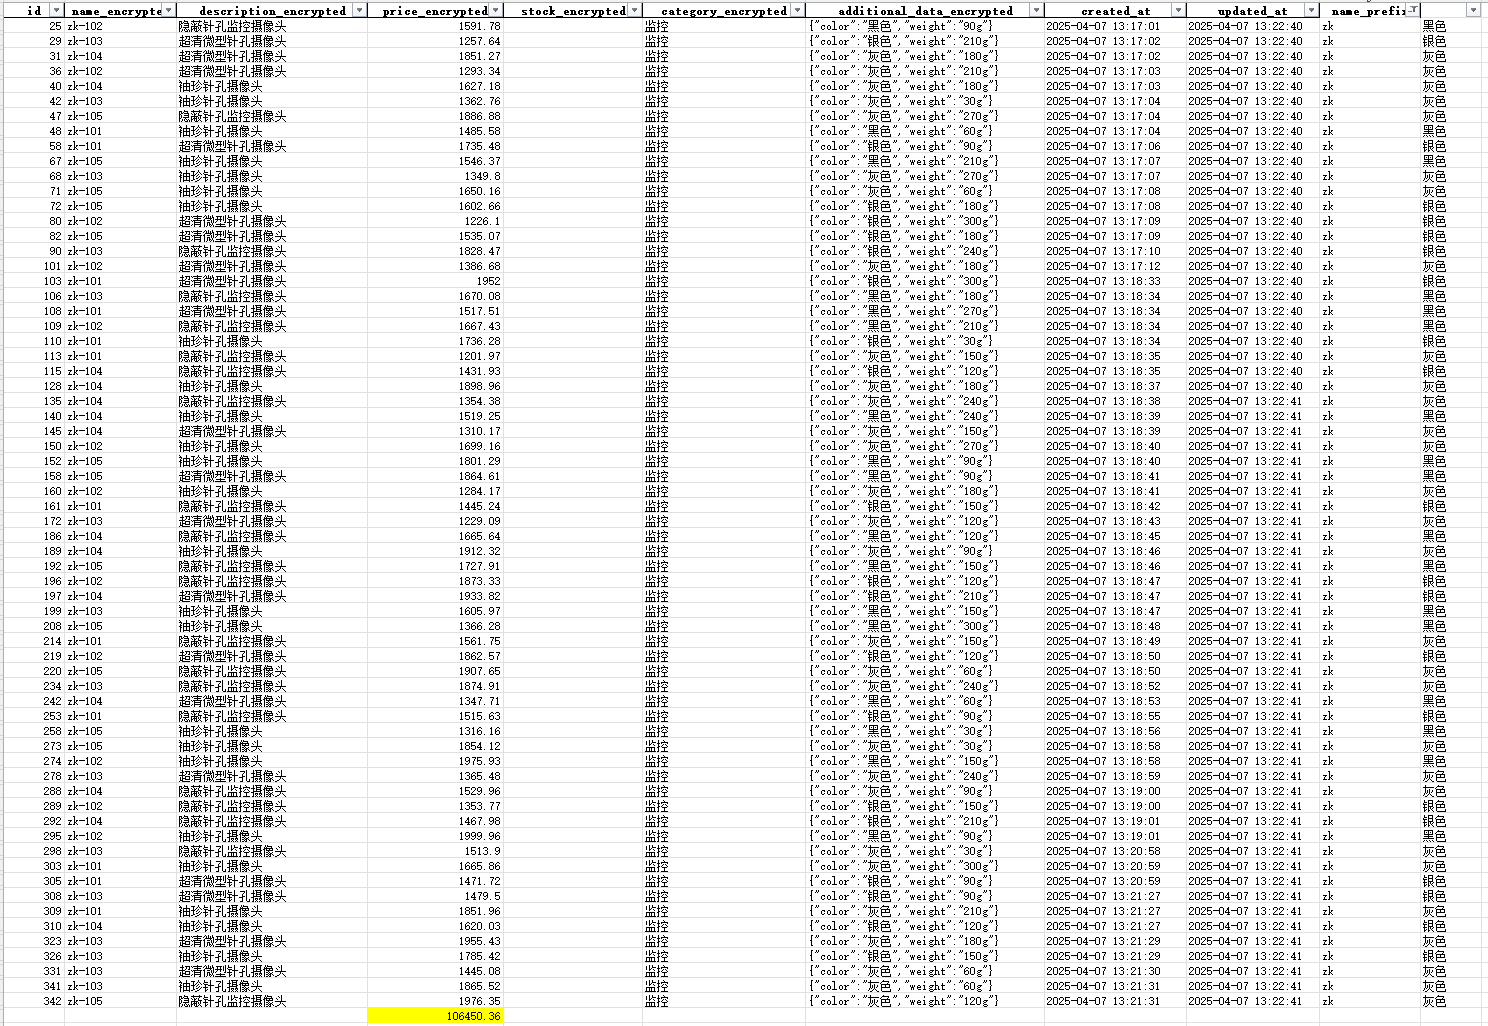 id name_encrypte description_encrypted price_encrypted stock_encrypted category_encrypted additional_data_encrypted created_at updated_at name_prefix
25 zk-102 隐蔽针孔监控摄像头 1591.78 监控 {"color":"黑色","weight":"90g"} 2025-04-07 13:17:01 2025-04-07 13:22:40 zk 黑色
29 zk-103 超清微型针孔摄像头 1257.64 监控 {"color":"银色","weight":"210g"} 2025-04-07 13:17:02 2025-04-07 13:22:40 zk 银色
31 zk-104 超清微型针孔摄像头 1851.27 监控 {"color":"灰色","weight":"180g"} 2025-04-07 13:17:02 2025-04-07 13:22:40 zk 灰色
36 zk-102 超清微型针孔摄像头 1293.34 监控 {"color":"灰色","weight":"210g"} 2025-04-07 13:17:03 2025-04-07 13:22:40 zk 灰色
40 zk-104 袖珍针孔摄像头 1627.18 监控 {"color":"灰色","weight":"180g"} 2025-04-07 13:17:03 2025-04-07 13:22:40 zk 灰色
42 zk-103 袖珍针孔摄像头 1362.76 监控 {"color":"灰色","weight":"30g"} 2025-04-07 13:17:04 2025-04-07 13:22:40 zk 灰色
47 zk-105 隐蔽针孔监控摄像头 1886.88 监控 {"color":"灰色","weight":"270g"} 2025-04-07 13:17:04 2025-04-07 13:22:40 zk 灰色
48 zk-101 袖珍针孔摄像头 1485.58 监控 {"color":"黑色","weight":"60g"} 2025-04-07 13:17:04 2025-04-07 13:22:40 zk 黑色
58 zk-101 超清微型针孔摄像头 1735.48 监控 {"color":"银色","weight":"90g"} 2025-04-07 13:17:06 2025-04-07 13:22:40 zk 银色
67 zk-105 袖珍针孔摄像头 1546.37 监控 {"color":"黑色","weight":"210g"} 2025-04-07 13:17:07 2025-04-07 13:22:40 zk 黑色
68 zk-103 袖珍针孔摄像头 1349.8 监控 {"color":"灰色","weight":"270g"} 2025-04-07 13:17:07 2025-04-07 13:22:40 zk 灰色
71 zk-105 袖珍针孔摄像头 1650.16 监控 {"color":"灰色","weight":"60g"} 2025-04-07 13:17:08 2025-04-07 13:22:40 zk 灰色
72 zk-105 袖珍针孔摄像头 1602.66 监控 {"color":"银色","weight":"180g"} 2025-04-07 13:17:08 2025-04-07 13:22:40 zk 银色
80 zk-102 超清微型针孔摄像头 1226.1 监控 {"color":"银色","weight":"300g"} 2025-04-07 13:17:09 2025-04-07 13:22:40 zk 银色
82 zk-105 超清微型针孔摄像头 1535.07 监控 {"color":"银色","weight":"180g"} 2025-04-07 13:17:09 2025-04-07 13:22:40 zk 银色
90 zk-103 隐蔽针孔监控摄像头 1828.47 监控 {"color":"银色","weight":"240g"} 2025-04-07 13:17:10 2025-04-07 13:22:40 zk 银色
101 zk-102 超清微型针孔摄像头 1386.68 监控 {"color":"灰色","weight":"180g"} 2025-04-07 13:17:12 2025-04-07 13:22:40 zk 灰色
103 zk-101 超清微型针孔摄像头 1952 监控 {"color":"银色","weight":"300g"} 2025-04-07 13:18:33 2025-04-07 13:22:40 zk 银色
106 zk-103 隐蔽针孔监控摄像头 1670.08 监控 {"color":"黑色","weight":"180g"} 2025-04-07 13:18:34 2025-04-07 13:22:40 zk 黑色
108 zk-101 超清微型针孔摄像头 1517.51 监控 {"color":"黑色","weight":"270g"} 2025-04-07 13:18:34 2025-04-07 13:22:40 zk 黑色
109 zk-102 隐蔽针孔监控摄像头 1667.43 监控 {"color":"黑色","weight":"210g"} 2025-04-07 13:18:34 2025-04-07 13:22:40 zk 黑色
110 zk-101 袖珍针孔摄像头 1736.28 监控 {"color":"银色","weight":"30g"} 2025-04-07 13:18:34 2025-04-07 13:22:40 zk 银色
113 zk-101 隐蔽针孔监控摄像头 1201.97 监控 {"color":"灰色","weight":"150g"} 2025-04-07 13:18:35 2025-04-07 13:22:40 zk 灰色
115 zk-104 隐蔽针孔监控摄像头 1431.93 监控 {"color":"银色","weight":"120g"} 2025-04-07 13:18:35 2025-04-07 13:22:40 zk 银色
128 zk-104 袖珍针孔摄像头 1898.96 监控 {"color":"灰色","weight":"180g"} 2025-04-07 13:18:37 2025-04-07 13:22:40 zk 灰色
135 zk-104 隐蔽针孔监控摄像头 1354.38 监控 {"color":"灰色","weight":"240g"} 2025-04-07 13:18:38 2025-04-07 13:22:41 zk 灰色
140 zk-104 袖珍针孔摄像头 1519.25 监控 {"color":"黑色","weight":"240g"} 2025-04-07 13:18:39 2025-04-07 13:22:41 zk 黑色
145 zk-104 超清微型针孔摄像头 1310.17 监控 {"color":"灰色","weight":"150g"} 2025-04-07 13:18:39 2025-04-07 13:22:41 zk 灰色
150 zk-102 袖珍针孔摄像头 1699.16 监控 {"color":"灰色","weight":"270g"} 2025-04-07 13:18:40 2025-04-07 13:22:41 zk 灰色
152 zk-105 袖珍针孔摄像头 1801.29 监控 {"color":"黑色","weight":"90g"} 2025-04-07 13:18:40 2025-04-07 13:22:41 zk 黑色
158 zk-105 超清微型针孔摄像头 1864.61 监控 {"color":"黑色","weight":"90g"} 2025-04-07 13:18:41 2025-04-07 13:22:41 zk 黑色
160 zk-102 袖珍针孔摄像头 1284.17 监控 {"color":"灰色","weight":"180g"} 2025-04-07 13:18:41 2025-04-07 13:22:41 zk 灰色
161 zk-101 隐蔽针孔监控摄像头 1445.24 监控 {"color":"银色","weight":"150g"} 2025-04-07 13:18:42 2025-04-07 13:22:41 zk 银色
172 zk-103 超清微型针孔摄像头 1229.09 监控 {"color":"灰色","weight":"120g"} 2025-04-07 13:18:43 2025-04-07 13:22:41 zk 灰色
186 zk-104 隐蔽针孔监控摄像头 1665.64 监控 {"color":"黑色","weight":"120g"} 2025-04-07 13:18:45 2025-04-07 13:22:41 zk 黑色
189 zk-104 袖珍针孔摄像头 1912.32 监控 {"color":"灰色","weight":"90g"} 2025-04-07 13:18:46 2025-04-07 13:22:41 zk 灰色
192 zk-105 隐蔽针孔监控摄像头 1727.91 监控 {"color":"黑色","weight":"150g"} 2025-04-07 13:18:46 2025-04-07 13:22:41 zk 黑色
196 zk-102 隐蔽针孔监控摄像头 1873.33 监控 {"color":"银色","weight":"120g"} 2025-04-07 13:18:47 2025-04-07 13:22:41 zk 银色
197 zk-104 超清微型针孔摄像头 1933.82 监控 {"color":"银色","weight":"210g"} 2025-04-07 13:18:47 2025-04-07 13:22:41 zk 银色
199 zk-103 袖珍针孔摄像头 1605.97 监控 {"color":"黑色","weight":"150g"} 2025-04-07 13:18:47 2025-04-07 13:22:41 zk 黑色
208 zk-105 袖珍针孔摄像头 1366.28 监控 {"color":"黑色","weight":"300g"} 2025-04-07 13:18:48 2025-04-07 13:22:41 zk 黑色
214 zk-101 隐蔽针孔监控摄像头 1561.75 监控 {"color":"灰色","weight":"150g"} 2025-04-07 13:18:49 2025-04-07 13:22:41 zk 灰色
219 zk-102 超清微型针孔摄像头 1862.57 监控 {"color":"银色","weight":"120g"} 2025-04-07 13:18:50 2025-04-07 13:22:41 zk 银色
220 zk-105 隐蔽针孔监控摄像头 1907.65 监控 {"color":"灰色","weight":"60g"} 2025-04-07 13:18:50 2025-04-07 13:22:41 zk 灰色
234 zk-103 隐蔽针孔监控摄像头 1874.91 监控 {"color":"灰色","weight":"240g"} 2025-04-07 13:18:52 2025-04-07 13:22:41 zk 灰色
242 zk-104 超清微型针孔摄像头 1347.71 监控 {"color":"黑色","weight":"60g"} 2025-04-07 13:18:53 2025-04-07 13:22:41 zk 黑色
253 zk-101 隐蔽针孔监控摄像头 1515.63 监控 {"color":"银色","weight":"90g"} 2025-04-07 13:18:55 2025-04-07 13:22:41 zk 银色
258 zk-105 袖珍针孔摄像头 1316.16 监控 {"color":"黑色","weight":"30g"} 2025-04-07 13:18:56 2025-04-07 13:22:41 zk 黑色
273 zk-105 袖珍针孔摄像头 1854.12 监控 {"color":"灰色","weight":"30g"} 2025-04-07 13:18:58 2025-04-07 13:22:41 zk 灰色
274 zk-102 袖珍针孔摄像头 1975.93 监控 {"color":"黑色","weight":"150g"} 2025-04-07 13:18:58 2025-04-07 13:22:41 zk 黑色
278 zk-103 超清微型针孔摄像头 1365.48 监控 {"color":"灰色","weight":"240g"} 2025-04-07 13:18:59 2025-04-07 13:22:41 zk 灰色
288 zk-104 隐蔽针孔监控摄像头 1529.96 监控 {"color":"灰色","weight":"90g"} 2025-04-07 13:19:00 2025-04-07 13:22:41 zk 灰色
289 zk-102 隐蔽针孔监控摄像头 1353.77 监控 {"color":"银色","weight":"150g"} 2025-04-07 13:19:00 2025-04-07 13:22:41 zk 银色
292 zk-104 隐蔽针孔监控摄像头 1467.98 监控 {"color":"银色","weight":"210g"} 2025-04-07 13:19:01 2025-04-07 13:22:41 zk 银色
295 zk-102 袖珍针孔摄像头 1999.96 监控 {"color":"黑色","weight":"90g"} 2025-04-07 13:19:01 2025-04-07 13:22:41 zk 黑色
298 zk-103 隐蔽针孔监控摄像头 1513.9 监控 {"color":"灰色","weight":"30g"} 2025-04-07 13:20:58 2025-04-07 13:22:41 zk 灰色
303 zk-101 袖珍针孔摄像头 1665.86 监控 {"color":"灰色","weight":"300g"} 2025-04-07 13:20:59 2025-04-07 13:22:41 zk 灰色
305 zk-101 超清微型针孔摄像头 1471.72 监控 {"color":"银色","weight":"90g"} 2025-04-07 13:20:59 2025-04-07 13:22:41 zk 银色
308 zk-103 超清微型针孔摄像头 1479.5 监控 {"color":"银色","weight":"90g"} 2025-04-07 13:21:27 2025-04-07 13:22:41 zk 银色
309 zk-101 袖珍针孔摄像头 1851.96 监控 {"color":"灰色","weight":"210g"} 2025-04-07 13:21:27 2025-04-07 13:22:41 zk 灰色
310 zk-104 袖珍针孔摄像头 1620.03 监控 {"color":"银色","weight":"120g"} 2025-04-07 13:21:27 2025-04-07 13:22:41 zk 银色
323 zk-103 超清微型针孔摄像头 1955.43 监控 {"color":"灰色","weight":"180g"} 2025-04-07 13:21:29 2025-04-07 13:22:41 zk 灰色
326 zk-103 袖珍针孔摄像头 1785.42 监控 {"color":"银色","weight":"150g"} 2025-04-07 13:21:29 2025-04-07 13:22:41 zk 银色
331 zk-103 超清微型针孔摄像头 1445.08 监控 {"color":"灰色","weight":"60g"} 2025-04-07 13:21:30 2025-04-07 13:22:41 zk 灰色
341 zk-103 袖珍针孔摄像头 1865.52 监控 {"color":"灰色","weight":"60g"} 2025-04-07 13:21:31 2025-04-07 13:22:41 zk 灰色
342 zk-105 隐蔽针孔监控摄像头 1976.35 监控 {"color":"灰色","weight":"120g"} 2025-04-07 13:21:31 2025-04-07 13:22:41 zk 灰色
106450.36